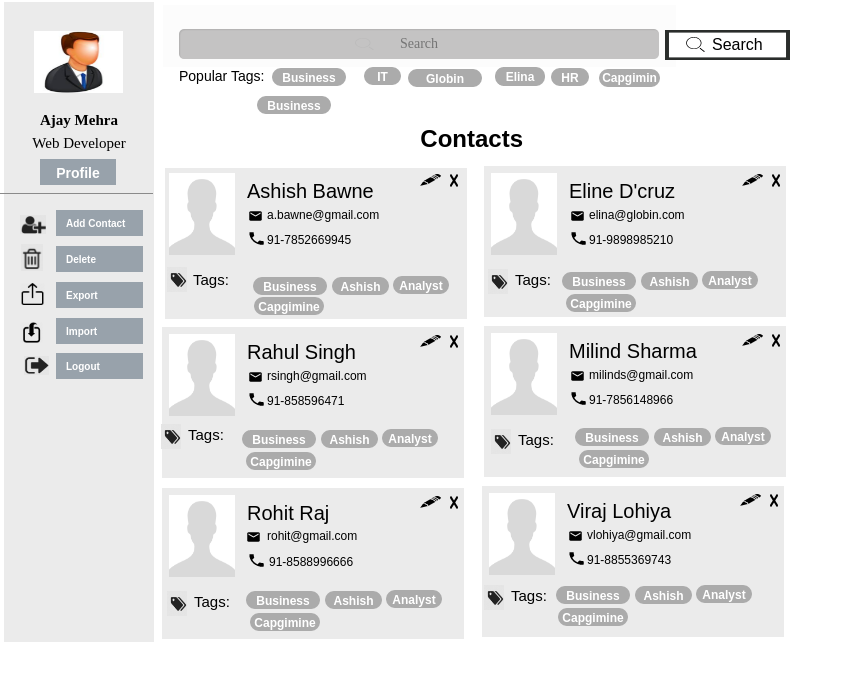 Search
Search
Popular Tags: Business IT Globin Elina HR Capgimin
Business
Ajay Mehra
Web Developer
Profile
Add Contact
Delete
Export
Import
Logout
Contacts
Ashish Bawne
a.bawne@gmail.com
91-7852669945
Tags: Business Ashish Analyst
Capgimine
Eline D'cruz
elina@globin.com
91-9898985210
Tags: Business Ashish Analyst
Capgimine
Rahul Singh
rsingh@gmail.com
91-858596471
Tags: Business Ashish Analyst
Capgimine
Milind Sharma
milinds@gmail.com
91-7856148966
Tags: Business Ashish Analyst
Capgimine
Rohit Raj
rohit@gmail.com
91-8588996666
Tags: Business Ashish Analyst
Capgimine
Viraj Lohiya
vlohiya@gmail.com
91-8855369743
Tags: Business Ashish Analyst
Capgimine